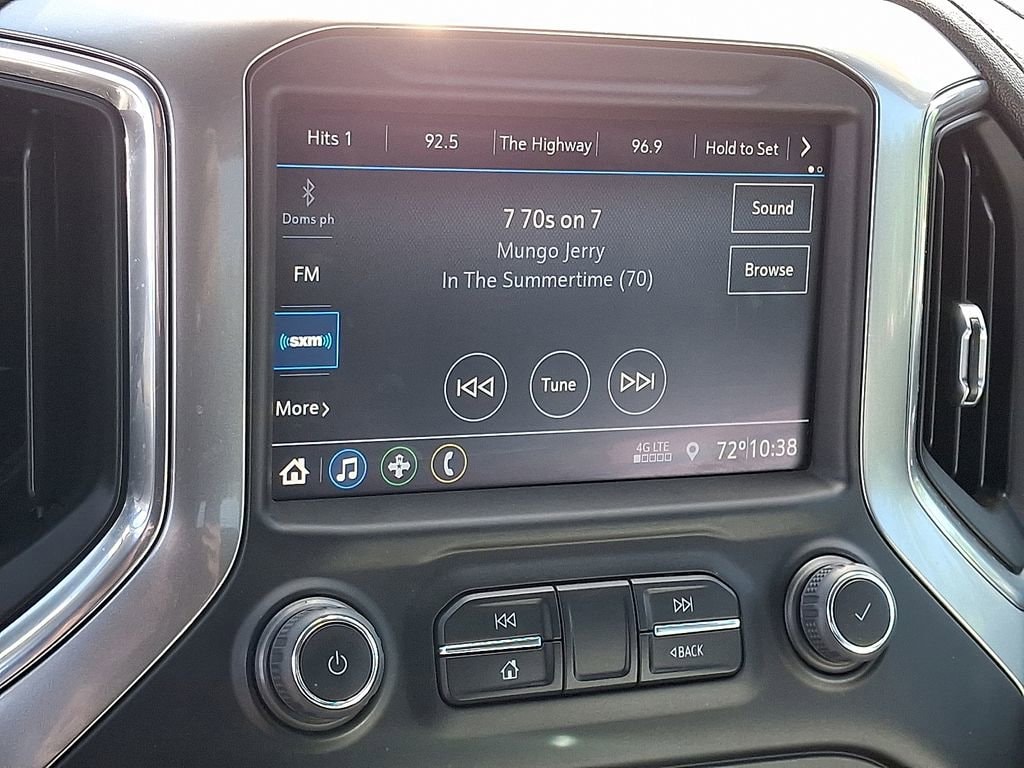 Hits 1 92.5 The Highway 96.9 Hold to Set
Doms ph
7 70s on 7
Sound
Mungo Jerry
FM
In The Summertime (70)
Browse
((sxm))
Tune
More
4G LTE
72° 10:38
BACK